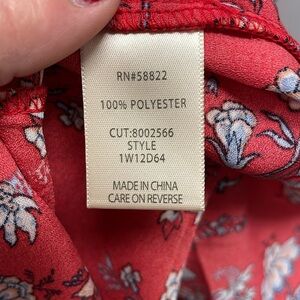 RN#58822
100% POLYESTER
CUT:8002566
STYLE
1W12D64
MADE IN CHINA
CARE ON REVERSE